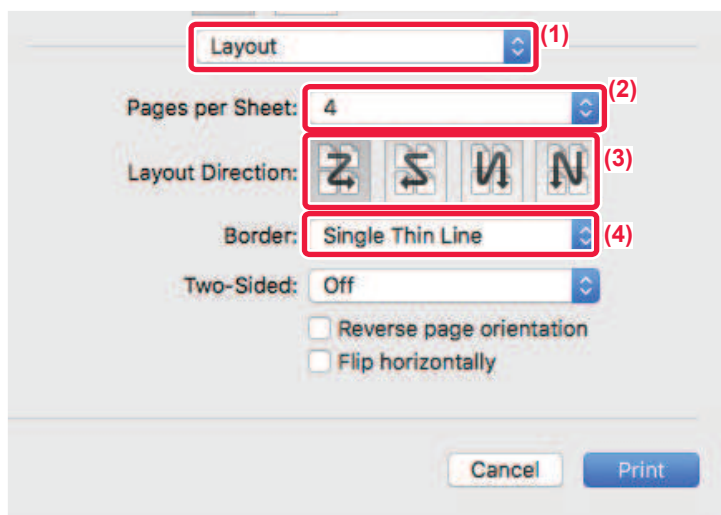 Layout (1)
Pages per Sheet: 4 (2)
Layout Direction: (3)
Border: Single Thin Line (4)
Two-Sided: Off
Reverse page orientation
Flip horizontally
Cancel Print